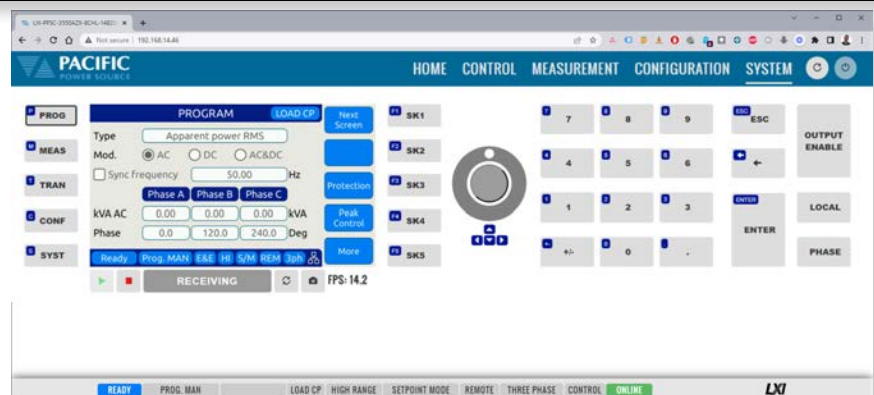 Not secure 192.168.14.46
PACIFIC
POWER SOURCE
HOME CONTROL MEASUREMENT CONFIGURATION SYSTEM
PROG
MEAS
TRAN
CONF
SYST
PROGRAM LOAD CP
Type Apparent power RMS
Mod. AC DC AC&DC
Sync frequency 50.00 Hz
Phase A Phase B Phase C
kVA AC 0.00 0.00 0.00 kVA
Phase 0.0 120.0 240.0 Deg
Ready Prog. MAN E&E HI S/M REM 3ph
Next
Screen
Protection
Peak
Control
More
RECEIVING FPS: 14.2
F1 SK1
F2 SK2
F3 SK3
F4 SK4
F5 SK5
7 8 9 ESC
4 5 6 ←
1 2 3 ENTER
+/- 0 .
OUTPUT
ENABLE
LOCAL
PHASE
READY PROG. MAN LOAD CP HIGH RANGE SETPOINT MODE REMOTE THREE PHASE CONTROL ONLINE LXI